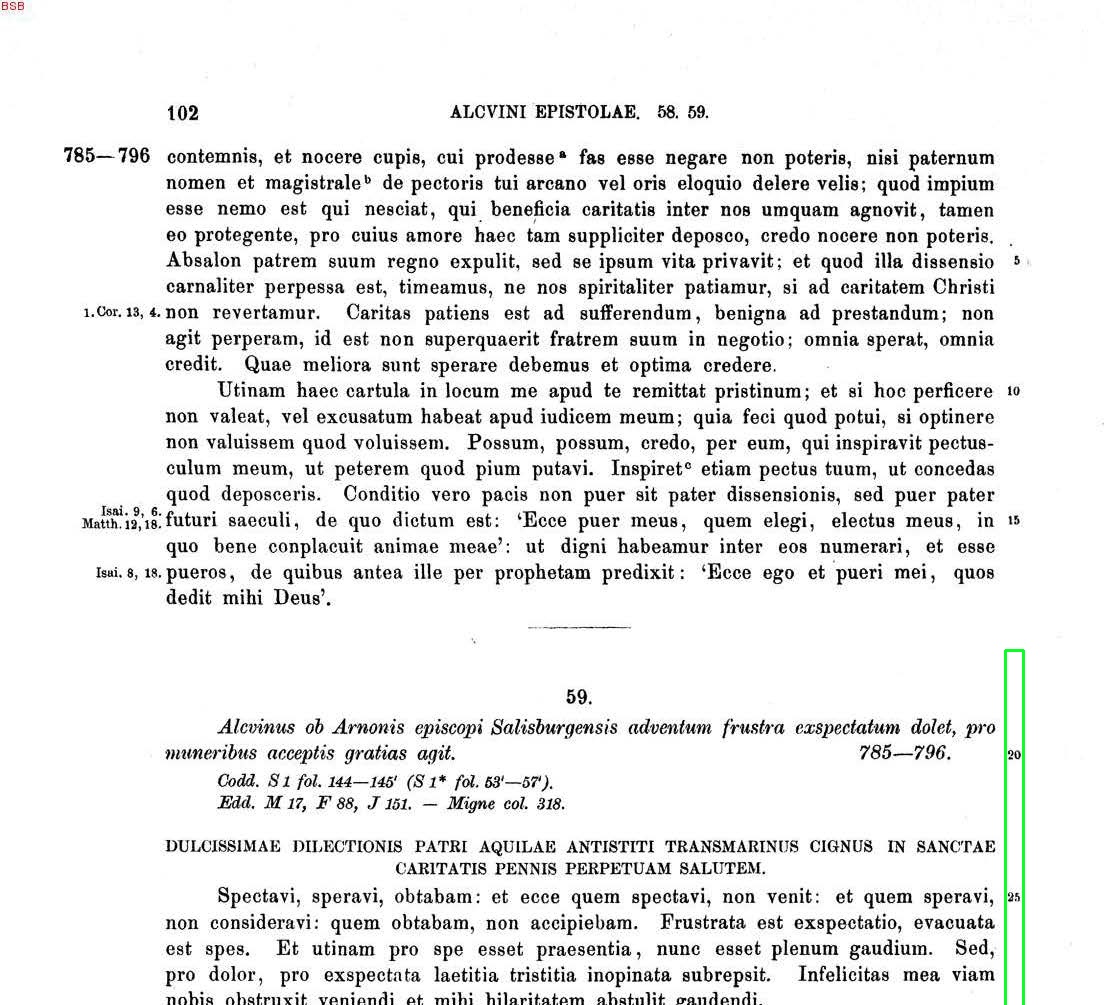 BSB
102 ALCVINI EPISTOLAE. 58. 59.
785—796 contemnis, et nocere cupis, cui prodesse a fas esse negare non poteris, nisi paternum
nomen et magistrale b de pectoris tui arcano vel oris eloquio delere velis; quod impium
esse nemo est qui nesciat, qui beneficia caritatis inter nos umquam agnovit, tamen
eo protegente, pro cuius amore haec tam suppliciter deposco, credo nocere non poteris.
Absalon patrem suum regno expulit, sed se ipsum vita privavit; et quod illa dissensio 5
carnaliter perpessa est, timeamus, ne nos spiritaliter patiamur, si ad caritatem Christi
1. Cor. 13, 4. non revertamur. Caritas patiens est ad sufferendum, benigna ad prestandum; non
agit perperam, id est non superquaerit fratrem suum in negotio; omnia sperat, omnia
credit. Quae meliora sunt sperare debemus et optima credere.
Utinam haec cartula in locum me apud te remittat pristinum; et si hoc perficere 10
non valeat, vel excusatum habeat apud iudicem meum; quia feci quod potui, si optinere
non valuissem quod voluissem. Possum, possum, credo, per eum, qui inspiravit pectus-
culum meum, ut peterem quod pium putavi. Inspiret c etiam pectus tuum, ut concedas
quod deposceris. Conditio vero pacis non puer sit pater dissensionis, sed puer pater
Isai. 9, 6.
Matth. 12, 18. futuri saeculi, de quo dictum est: ‘Ecce puer meus, quem elegi, electus meus, in 15
quo bene conplacuit animae meae’: ut digni habeamur inter eos numerari, et esse
Isai. 8, 18. pueros, de quibus antea ille per prophetam predixit: ‘Ecce ego et pueri mei, quos
dedit mihi Deus’.
59.
Alcvinus ob Arnonis episcopi Salisburgensis adventum frustra exspectatum dolet, pro
muneribus acceptis gratias agit. 785—796. 20
Codd. S 1 fol. 144—145' (S 1* fol. 53'—57').
Edd. M 17, F 88, J 151. — Migne col. 318.
DULCISSIMAE DILECTIONIS PATRI AQUILAE ANTISTITI TRANSMARINUS CIGNUS IN SANCTAE
CARITATIS PENNIS PERPETUAM SALUTEM.
Spectavi, speravi, obtabam: et ecce quem spectavi, non venit: et quem speravi, 25
non consideravi: quem obtabam, non accipiebam. Frustrata est exspectatio, evacuata
est spes. Et utinam pro spe esset praesentia, nunc esset plenum gaudium. Sed,
pro dolor, pro exspectata laetitia tristitia inopinata subrepsit. Infelicitas mea viam
nobis obstruxit veniendi et mihi hilaritatem abstulit gaudendi.